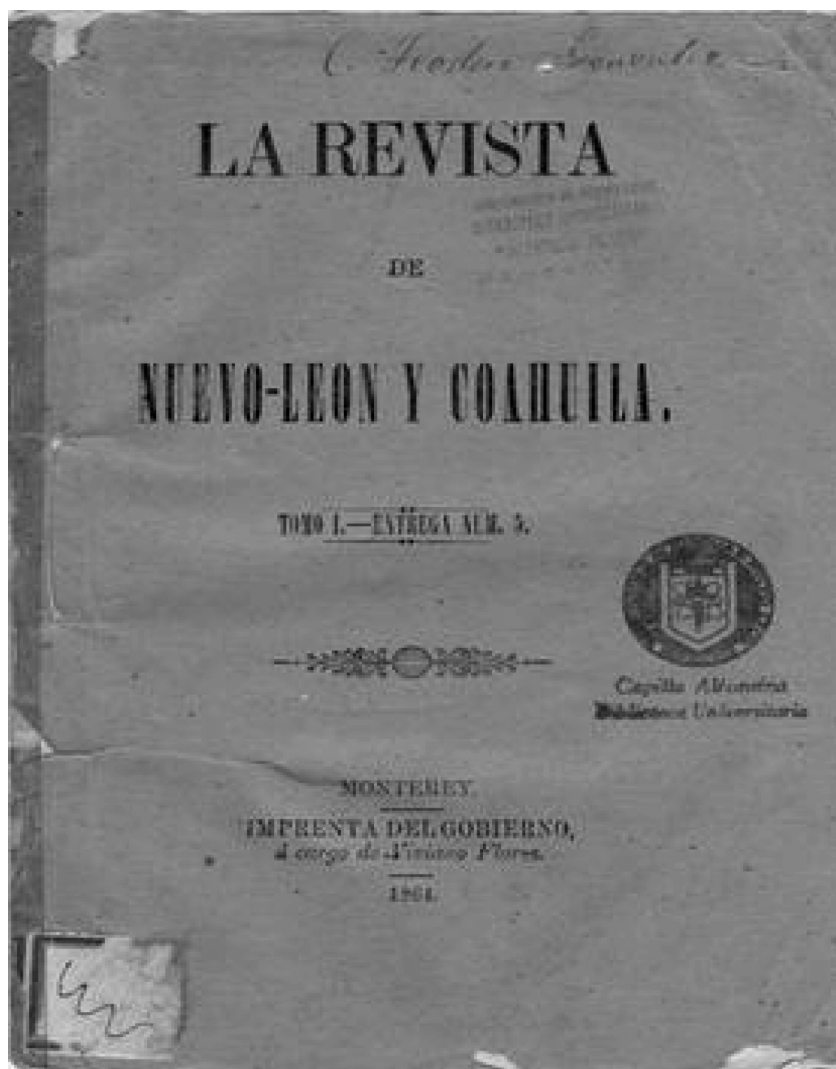 LA REVISTA
DE
NUEVO-LEON Y COAHUILA.
TOMO I.—ENTREGA NUM. 5.
Capilla Alfonsina
Biblioteca Universitaria
MONTEREY.
IMPRENTA DEL GOBIERNO,
á cargo de Viviano Flores.